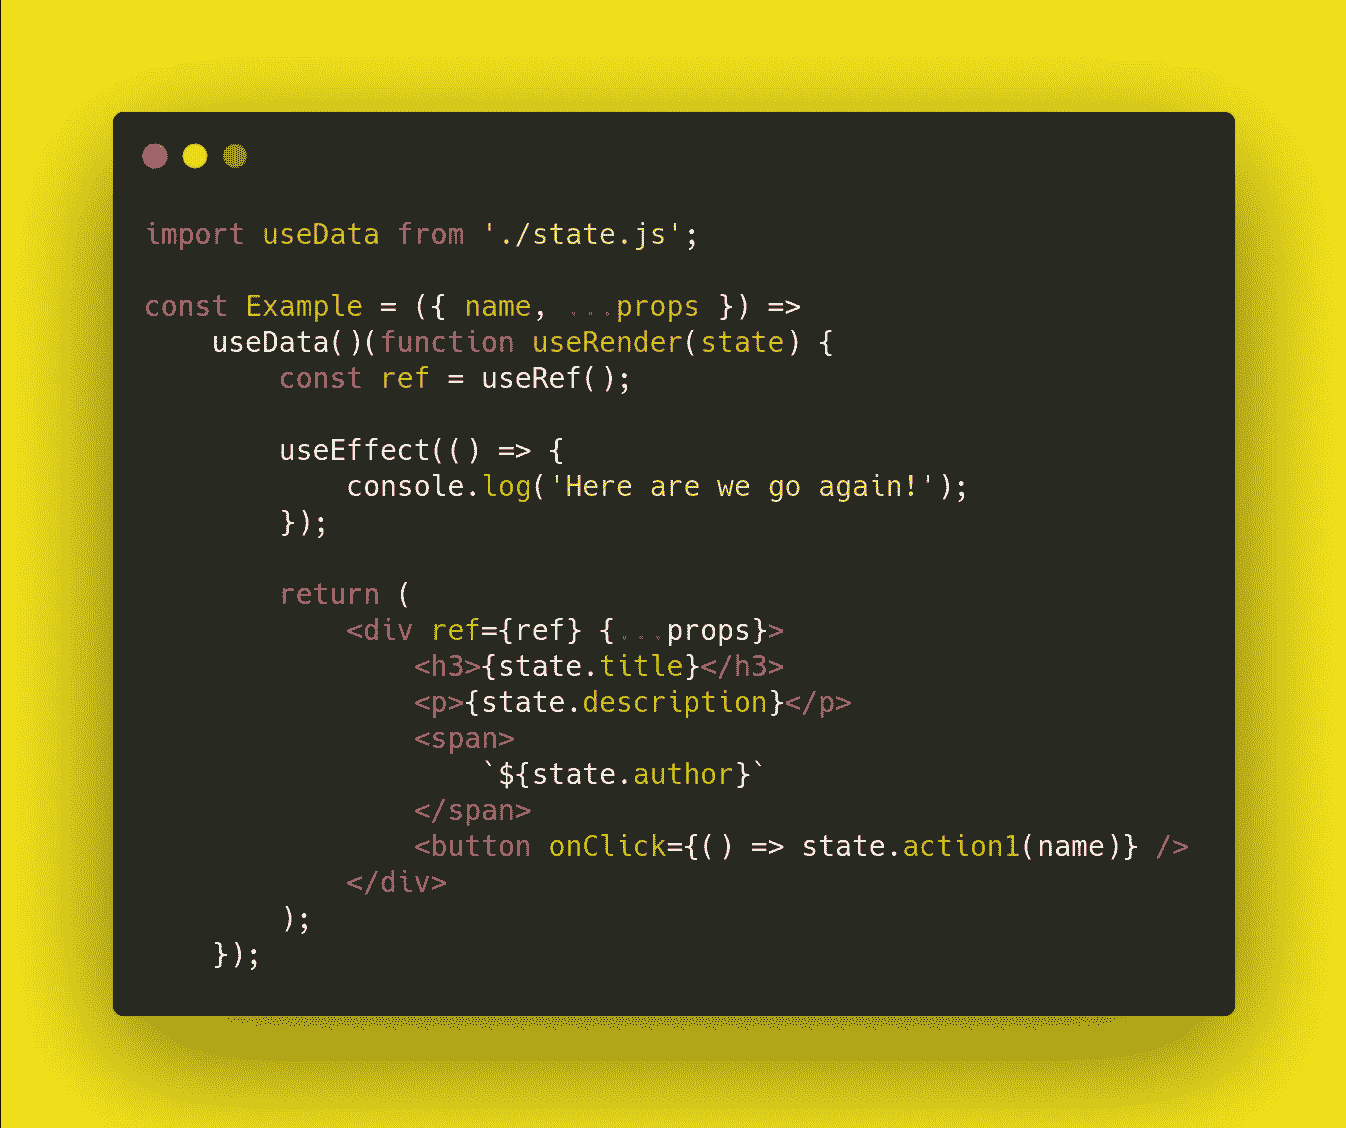 import useData from './state.js';
const Example = ({ name, ...props }) =>
useData()(function useRender(state) {
const ref = useRef();
useEffect(() => {
console.log('Here are we go again!');
});
return (
<div ref={ref} {...props}>
<h3>{state.title}</h3>
<p>{state.description}</p>
<span>
`${state.author}`
</span>
<button onClick={() => state.action1(name)} />
</div>
);
});